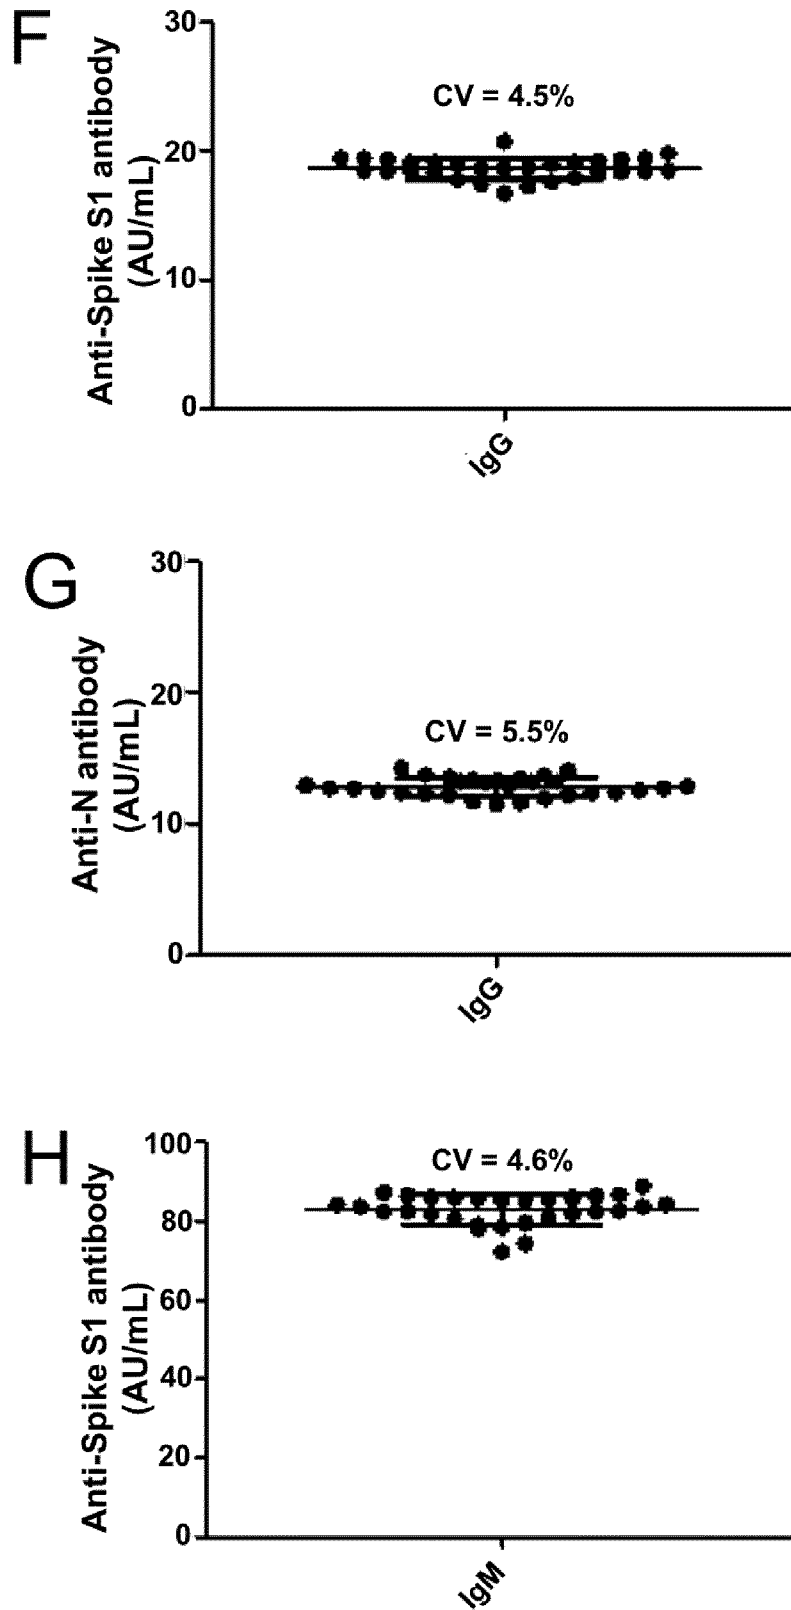 F
Anti-Spike S1 antibody
(AU/mL)
30
20
10
0
CV = 4.5%
IgG
G
Anti-N antibody
(AU/mL)
30
20
10
0
CV = 5.5%
IgG
H
Anti-Spike S1 antibody
(AU/mL)
100
80
60
40
20
0
CV = 4.6%
IgM